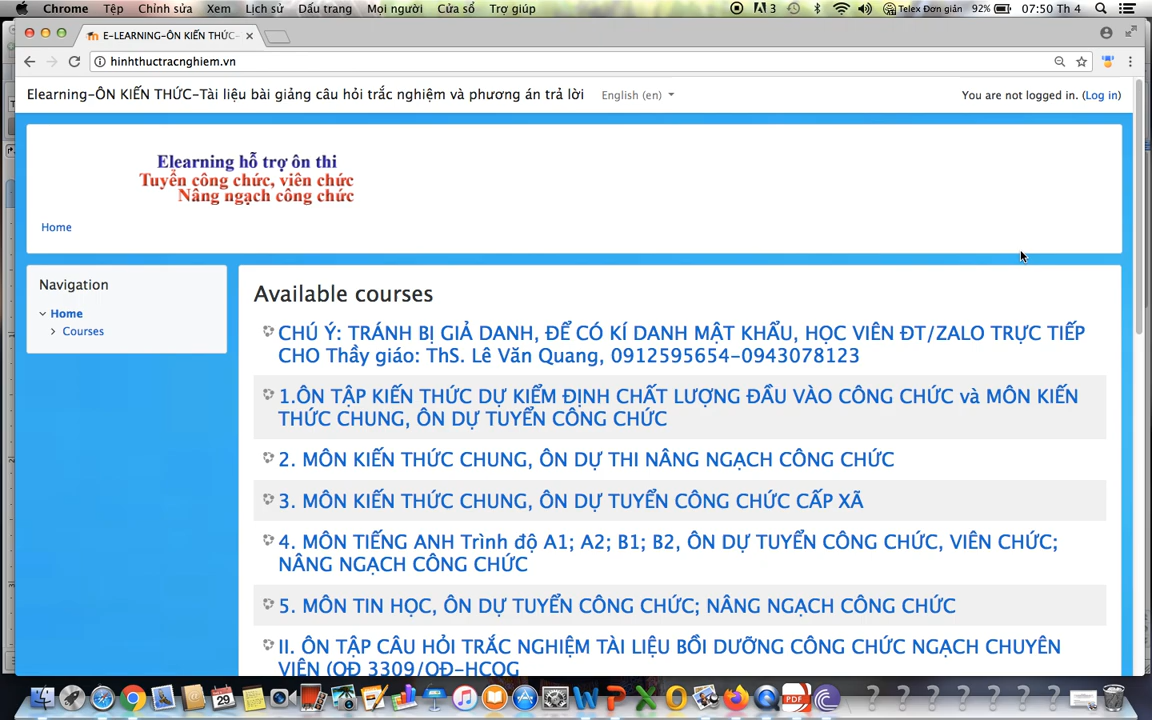 Chrome Tệp Chỉnh sửa Xem Lịch sử Dấu trang Mọi người Cửa sổ Trợ giúp 3 Telex Đơn giản 92% 07:50 Th 4
E-LEARNING-ÔN KIẾN THỨC-
hinhthuctracnghiem.vn
Elearning-ÔN KIẾN THỨC-Tài liệu bài giảng câu hỏi trắc nghiệm và phương án trả lời English (en) You are not logged in. (Log in)
Elearning hỗ trợ ôn thi
Tuyển công chức, viên chức
Nâng ngạch công chức
Home
Navigation
Home
Courses
Available courses
CHÚ Ý: TRÁNH BỊ GIẢ DANH, ĐỂ CÓ KÍ DANH MẬT KHẨU, HỌC VIÊN ĐT/ZALO TRỰC TIẾP
CHO Thầy giáo: ThS. Lê Văn Quang, 0912595654-0943078123
1.ÔN TẬP KIẾN THỨC DỰ KIỂM ĐỊNH CHẤT LƯỢNG ĐẦU VÀO CÔNG CHỨC và MÔN KIẾN
THỨC CHUNG, ÔN DỰ TUYỂN CÔNG CHỨC
2. MÔN KIẾN THỨC CHUNG, ÔN DỰ THI NÂNG NGẠCH CÔNG CHỨC
3. MÔN KIẾN THỨC CHUNG, ÔN DỰ TUYỂN CÔNG CHỨC CẤP XÃ
4. MÔN TIẾNG ANH Trình độ A1; A2; B1; B2, ÔN DỰ TUYỂN CÔNG CHỨC, VIÊN CHỨC;
NÂNG NGẠCH CÔNG CHỨC
5. MÔN TIN HỌC, ÔN DỰ TUYỂN CÔNG CHỨC; NÂNG NGẠCH CÔNG CHỨC
II. ÔN TẬP CÂU HỎI TRẮC NGHIỆM TÀI LIỆU BỒI DƯỠNG CÔNG CHỨC NGẠCH CHUYÊN
VIÊN (QĐ 3309/QĐ-HCQG